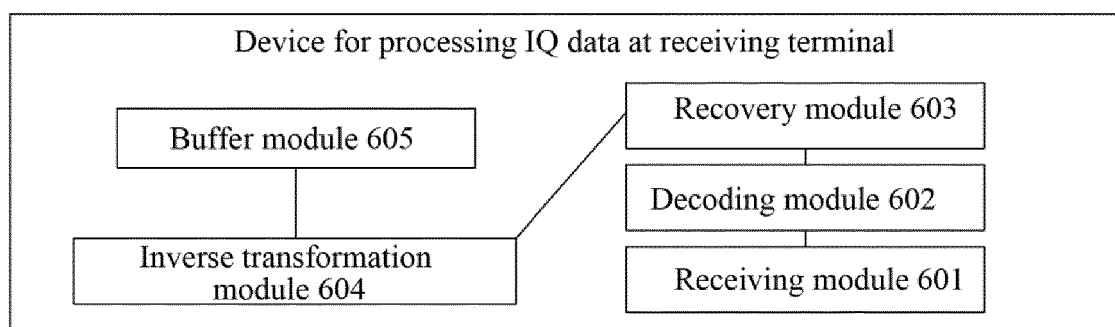 Device for processing IQ data at receiving terminal
Recovery module 603
Buffer module 605
Decoding module 602
Inverse transformation
module 604
Receiving module 601